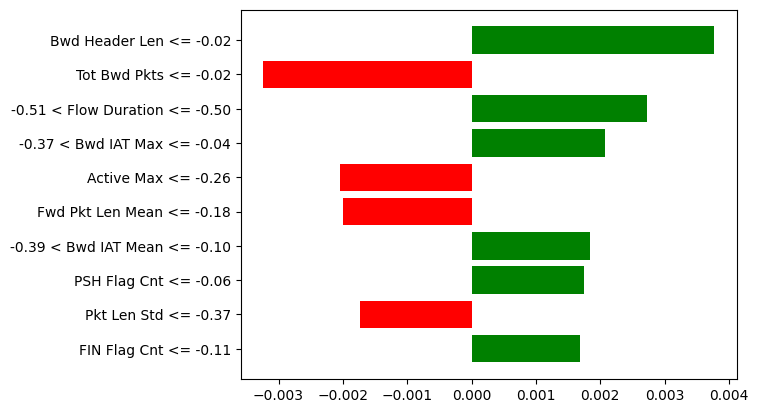 Bwd Header Len <= -0.02
Tot Bwd Pkts <= -0.02
-0.51 < Flow Duration <= -0.50
-0.37 < Bwd IAT Max <= -0.04
Active Max <= -0.26
Fwd Pkt Len Mean <= -0.18
-0.39 < Bwd IAT Mean <= -0.10
PSH Flag Cnt <= -0.06
Pkt Len Std <= -0.37
FIN Flag Cnt <= -0.11
−0.003 −0.002 −0.001 0.000 0.001 0.002 0.003 0.004